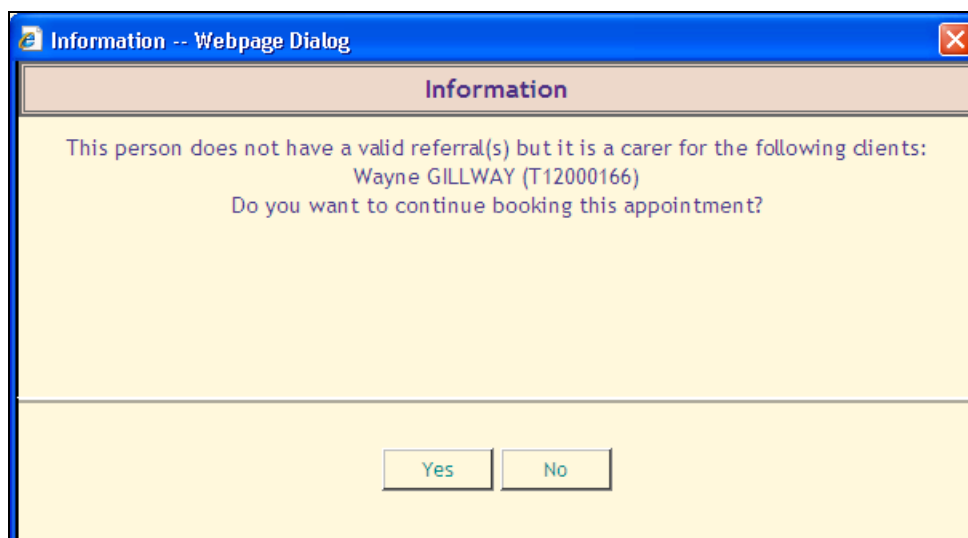 Information -- Webpage Dialog
Information
This person does not have a valid referral(s) but it is a carer for the following clients:
Wayne GILLWAY (T12000166)
Do you want to continue booking this appointment?
Yes No